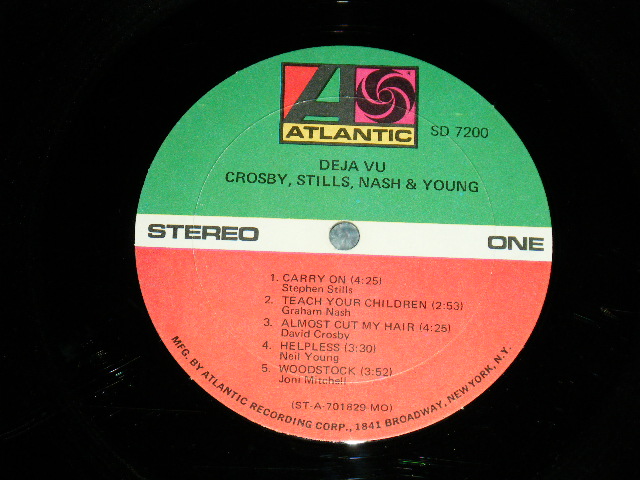 ATLANTIC
SD 7200
DEJA VU
CROSBY, STILLS, NASH & YOUNG
STEREO
ONE
1. CARRY ON (4:25)
Stephen Stills
2. TEACH YOUR CHILDREN (2:53)
Graham Nash
3. ALMOST CUT MY HAIR (4:25)
David Crosby
4. HELPLESS (3:30)
Neil Young
5. WOODSTOCK (3:52)
Joni Mitchell
(ST-A-701829-MO)
MFG. BY ATLANTIC RECORDING CORP., 1841 BROADWAY, NEW YORK, N.Y.